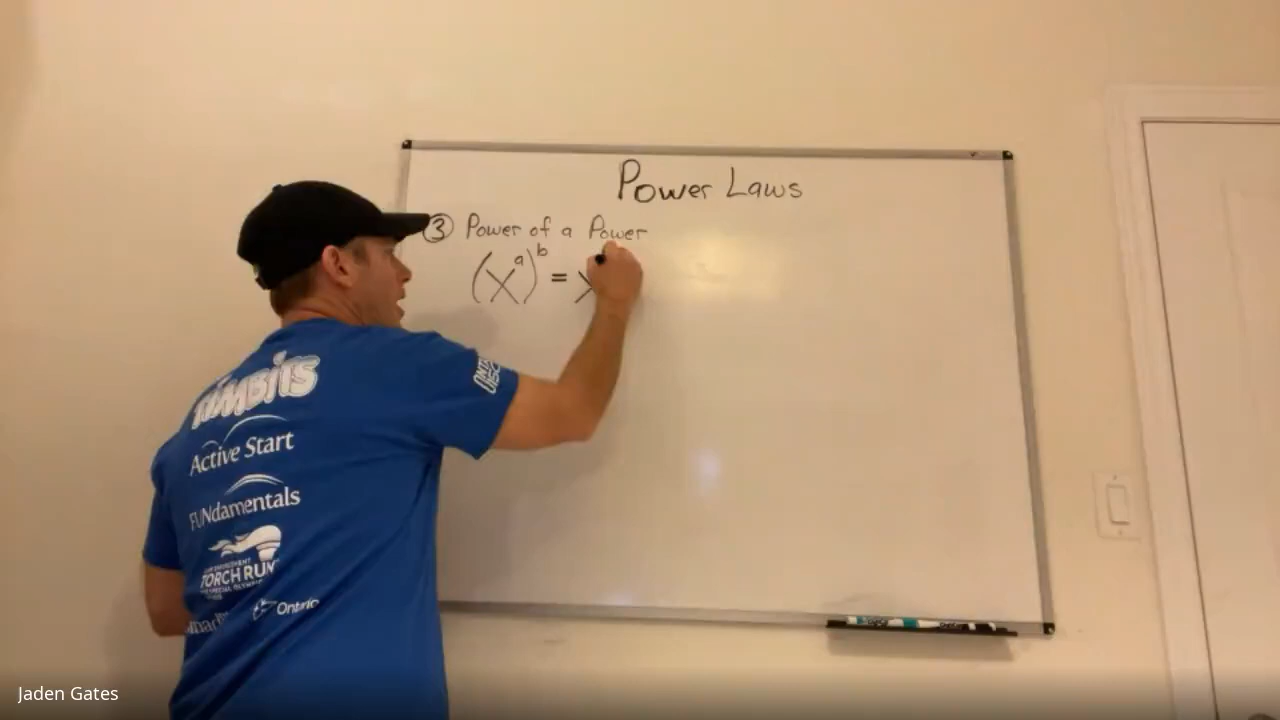 Power Laws
③ Power of a Power
(x^a)^b = x
TIMBITS
Active Start
FUNdamentals
TORCH RUN
Ontario
Jaden Gates